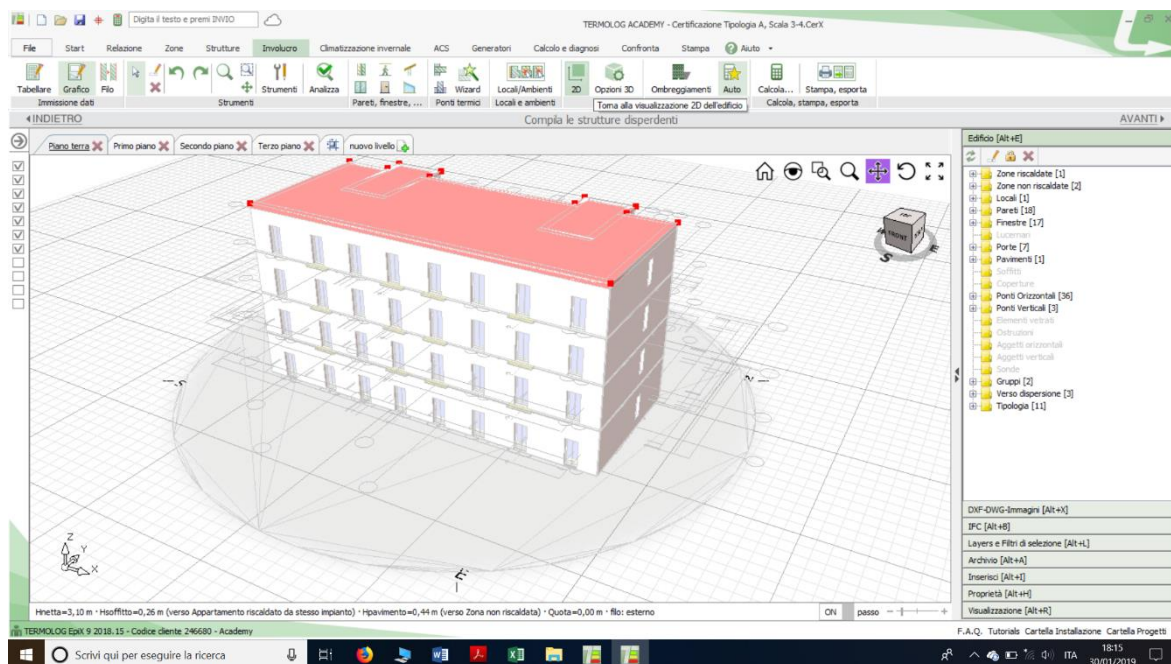 Digita il testo e premi INVIO
TERMOLOG ACADEMY - Certificazione Tipologia A, Scala 3-4.CerX
File Start Relazione Zone Strutture Involucro Climatizzazione invernale ACS Generatori Calcolo e diagnosi Confronta Stampa Aiuto
Tabellare Grafico Filo Strumenti Analizza Wizard Locali/Ambienti 2D Opzioni 3D Ombreggiamenti Auto Calcola... Stampa, esporta
Immissione dati Strumenti Pareti, finestre, ... Ponti termici Locali e ambienti Calcola, stampa, esporta
Torna alla visualizzazione 2D dell'edificio
INDIETRO Compila le strutture disperdenti AVANTI
Piano terra Primo piano Secondo piano Terzo piano nuovo livello
Edificio [Alt+E]
Zone riscaldate [1]
Zone non riscaldate [2]
Locali [1]
Pareti [18]
Finestre [17]
Lucernari
Porte [7]
Pavimenti [1]
Soffitti
Coperture
Ponti Orizzontali [36]
Ponti Verticali [3]
Elementi vetrati
Ostruzioni
Aggetti orizzontali
Aggetti verticali
Sonde
Gruppi [2]
Verso dispersione [3]
Tipologia [11]
FRONT
S
E
S
N
E
Z
Y
X
DXF-DWG-Immagini [Alt+X]
IFC [Alt+B]
Layers e Filtri di selezione [Alt+L]
Archivio [Alt+A]
Inserisci [Alt+I]
Proprietà [Alt+H]
Visualizzazione [Alt+R]
Hnetta=3,10 m · Hsoffitto=0,26 m (verso Appartamento riscaldato da stesso impianto) · Hpavimento=0,44 m (verso Zona non riscaldata) · Quota=0,00 m · filo: esterno
ON passo
TERMOLOG EpiX 9 2018.15 - Codice cliente 246680 - Academy
F.A.Q. Tutorials Cartella Installazione Cartella Progetti
Scrivi qui per eseguire la ricerca
ITA
18:15
30/01/2019